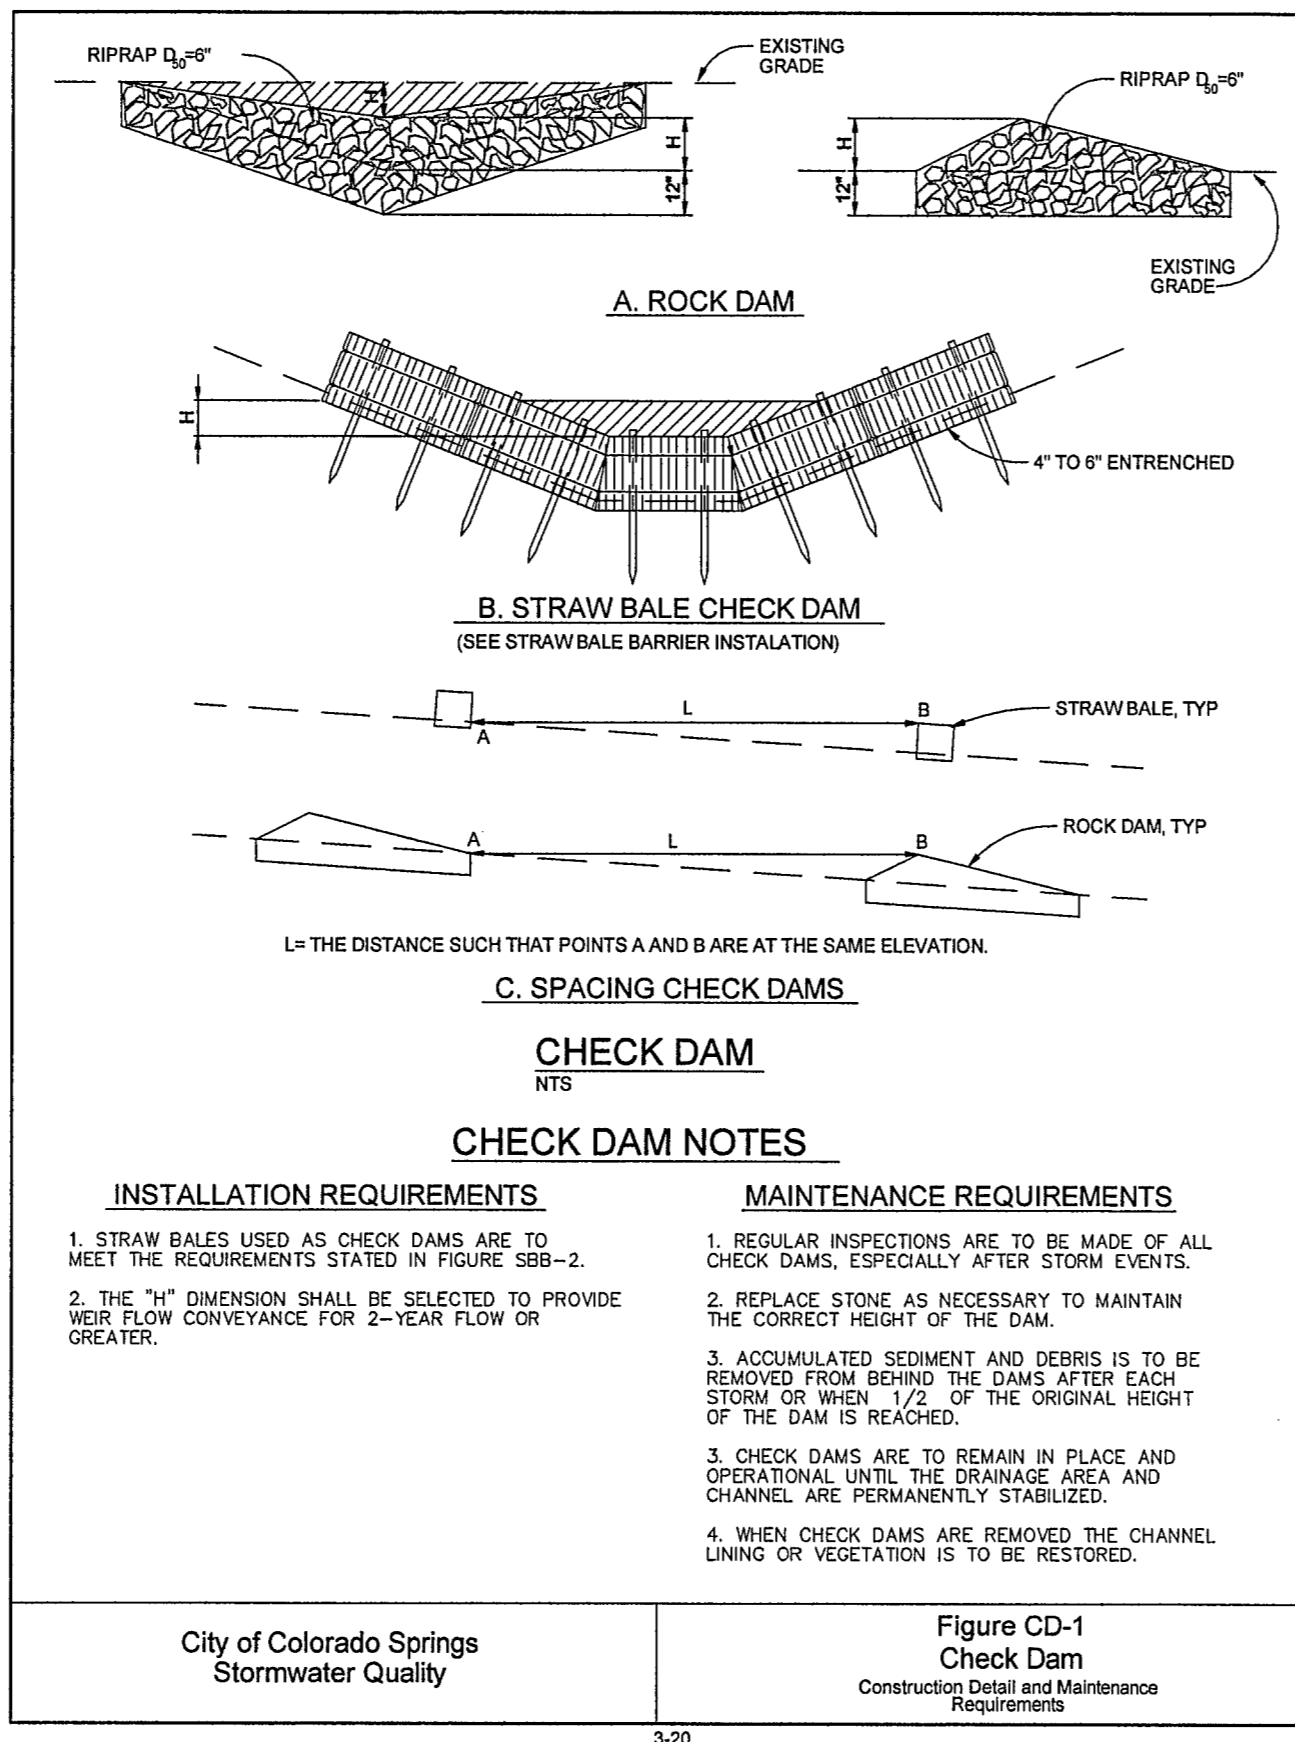 RIPRAP D50=6"
EXISTING
GRADE
H
H
12"
RIPRAP D50=6"
H
12"
EXISTING
GRADE
A. ROCK DAM
H
4" TO 6" ENTRENCHED
B. STRAW BALE CHECK DAM
(SEE STRAW BALE BARRIER INSTALATION)
A
L
B
STRAW BALE, TYP
A
L
B
ROCK DAM, TYP
L= THE DISTANCE SUCH THAT POINTS A AND B ARE AT THE SAME ELEVATION.
C. SPACING CHECK DAMS
CHECK DAM
NTS
CHECK DAM NOTES
INSTALLATION REQUIREMENTS
1. STRAW BALES USED AS CHECK DAMS ARE TO
MEET THE REQUIREMENTS STATED IN FIGURE SBB-2.
2. THE "H" DIMENSION SHALL BE SELECTED TO PROVIDE
WEIR FLOW CONVEYANCE FOR 2-YEAR FLOW OR
GREATER.
MAINTENANCE REQUIREMENTS
1. REGULAR INSPECTIONS ARE TO BE MADE OF ALL
CHECK DAMS, ESPECIALLY AFTER STORM EVENTS.
2. REPLACE STONE AS NECESSARY TO MAINTAIN
THE CORRECT HEIGHT OF THE DAM.
3. ACCUMULATED SEDIMENT AND DEBRIS IS TO BE
REMOVED FROM BEHIND THE DAMS AFTER EACH
STORM OR WHEN 1/2 OF THE ORIGINAL HEIGHT
OF THE DAM IS REACHED.
3. CHECK DAMS ARE TO REMAIN IN PLACE AND
OPERATIONAL UNTIL THE DRAINAGE AREA AND
CHANNEL ARE PERMANENTLY STABILIZED.
4. WHEN CHECK DAMS ARE REMOVED THE CHANNEL
LINING OR VEGETATION IS TO BE RESTORED.
City of Colorado Springs
Stormwater Quality
Figure CD-1
Check Dam
Construction Detail and Maintenance
Requirements
3-20